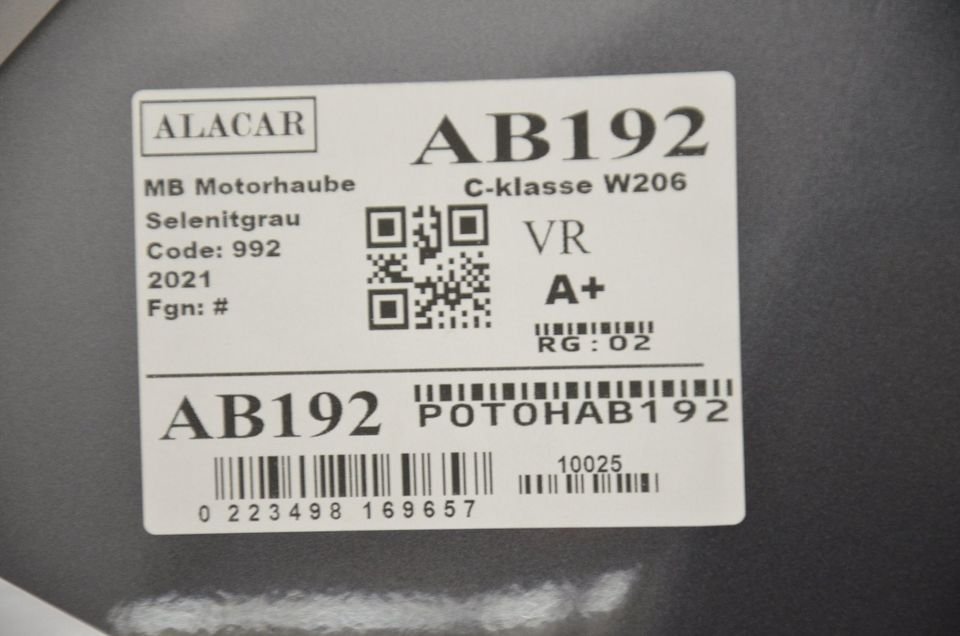 ALACAR
AB192
MB Motorhaube
C-klasse W206
Selenitgrau
Code: 992
2021
Fgn: #
VR
A+
RG:02
AB192
POTOHAB192
10025
0 223498 169657